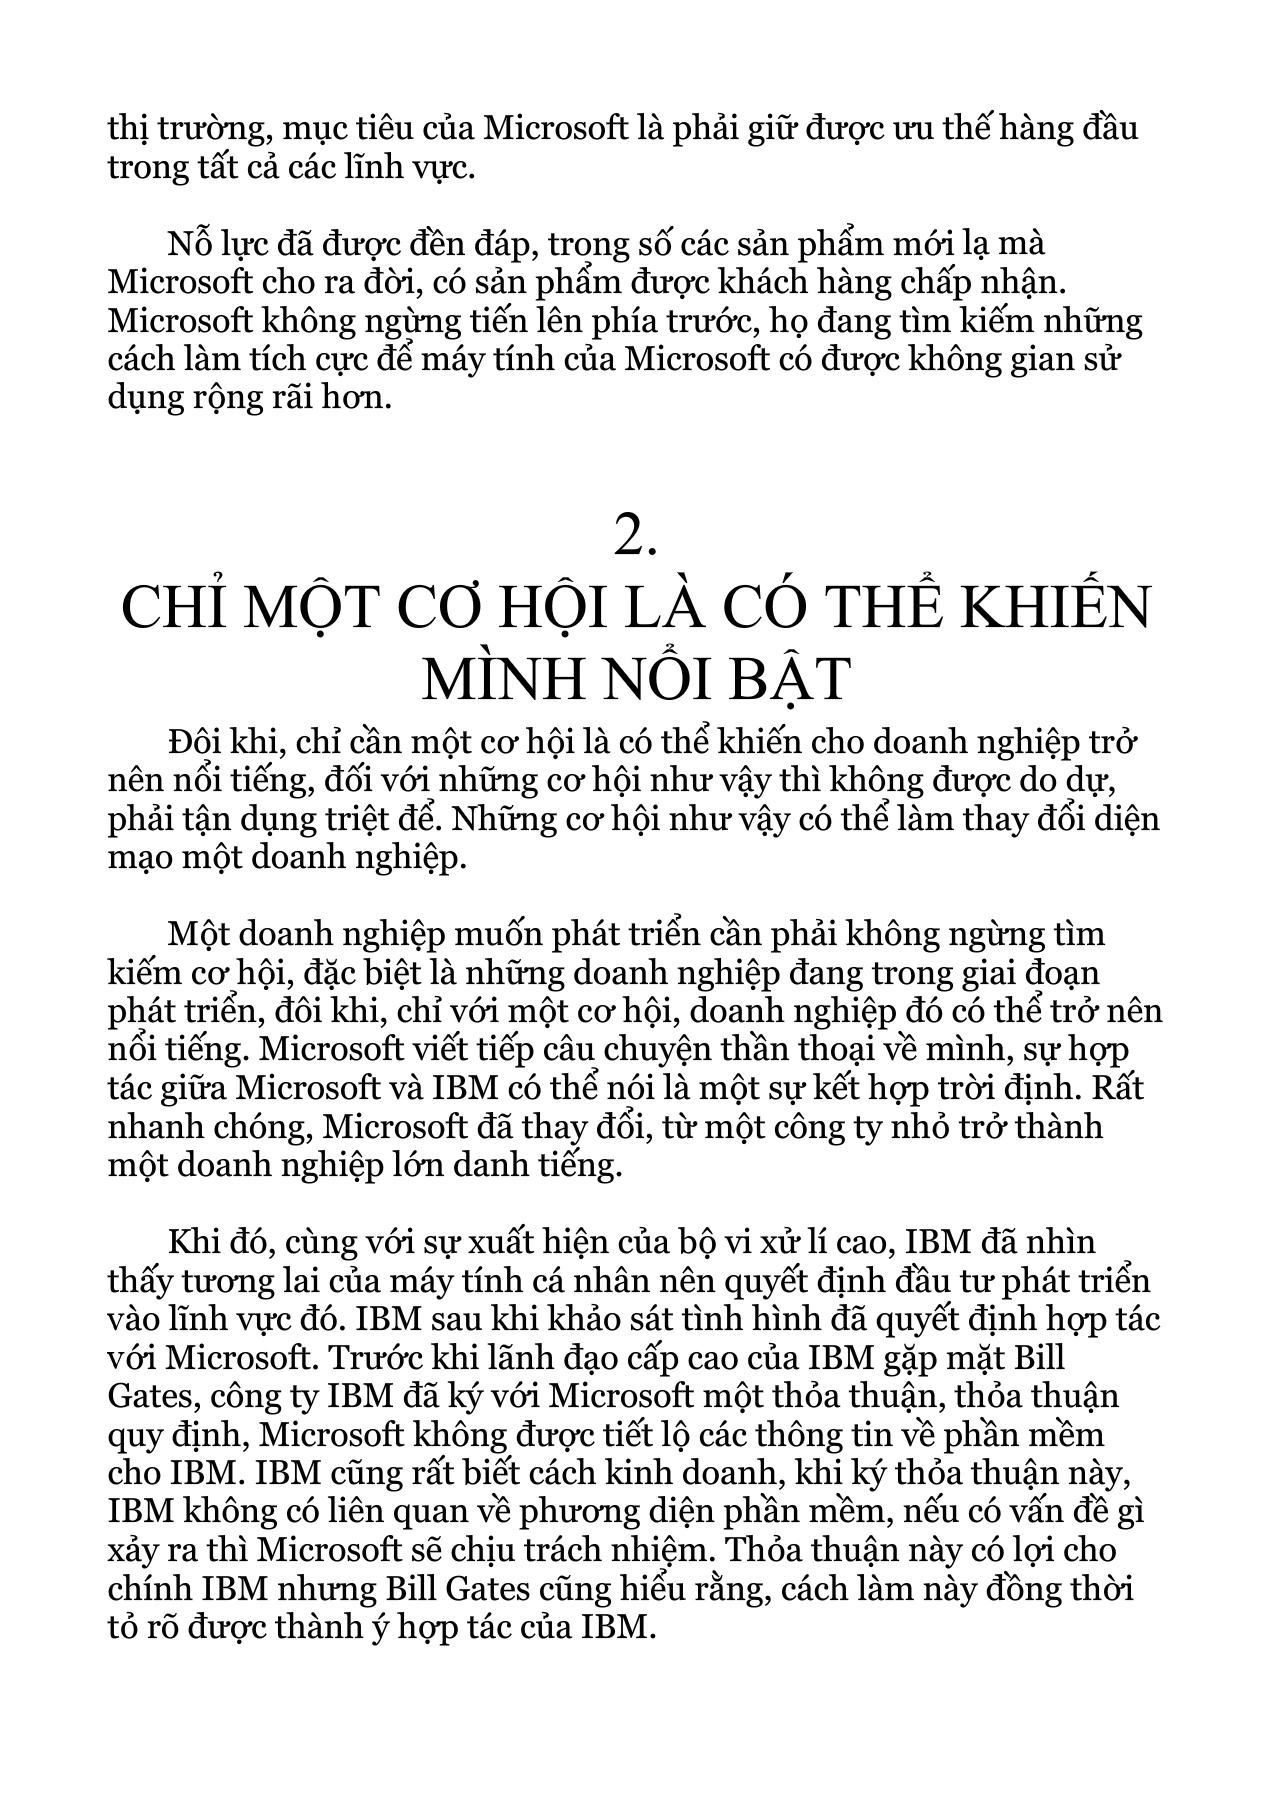 thị trường, mục tiêu của Microsoft là phải giữ được ưu thế hàng đầu
trong tất cả các lĩnh vực.
Nỗ lực đã được đền đáp, trong số các sản phẩm mới lạ mà
Microsoft cho ra đời, có sản phẩm được khách hàng chấp nhận.
Microsoft không ngừng tiến lên phía trước, họ đang tìm kiếm những
cách làm tích cực để máy tính của Microsoft có được không gian sử
dụng rộng rãi hơn.
2.
CHỈ MỘT CƠ HỘI LÀ CÓ THỂ KHIẾN
MÌNH NỔI BẬT
Đôi khi, chỉ cần một cơ hội là có thể khiến cho doanh nghiệp trở
nên nổi tiếng, đối với những cơ hội như vậy thì không được do dự,
phải tận dụng triệt để. Những cơ hội như vậy có thể làm thay đổi diện
mạo một doanh nghiệp.
Một doanh nghiệp muốn phát triển cần phải không ngừng tìm
kiếm cơ hội, đặc biệt là những doanh nghiệp đang trong giai đoạn
phát triển, đôi khi, chỉ với một cơ hội, doanh nghiệp đó có thể trở nên
nổi tiếng. Microsoft viết tiếp câu chuyện thần thoại về mình, sự hợp
tác giữa Microsoft và IBM có thể nói là một sự kết hợp trời định. Rất
nhanh chóng, Microsoft đã thay đổi, từ một công ty nhỏ trở thành
một doanh nghiệp lớn danh tiếng.
Khi đó, cùng với sự xuất hiện của bộ vi xử lí cao, IBM đã nhìn
thấy tương lai của máy tính cá nhân nên quyết định đầu tư phát triển
vào lĩnh vực đó. IBM sau khi khảo sát tình hình đã quyết định hợp tác
với Microsoft. Trước khi lãnh đạo cấp cao của IBM gặp mặt Bill
Gates, công ty IBM đã ký với Microsoft một thỏa thuận, thỏa thuận
quy định, Microsoft không được tiết lộ các thông tin về phần mềm
cho IBM. IBM cũng rất biết cách kinh doanh, khi ký thỏa thuận này,
IBM không có liên quan về phương diện phần mềm, nếu có vấn đề gì
xảy ra thì Microsoft sẽ chịu trách nhiệm. Thỏa thuận này có lợi cho
chính IBM nhưng Bill Gates cũng hiểu rằng, cách làm này đồng thời
tỏ rõ được thành ý hợp tác của IBM.